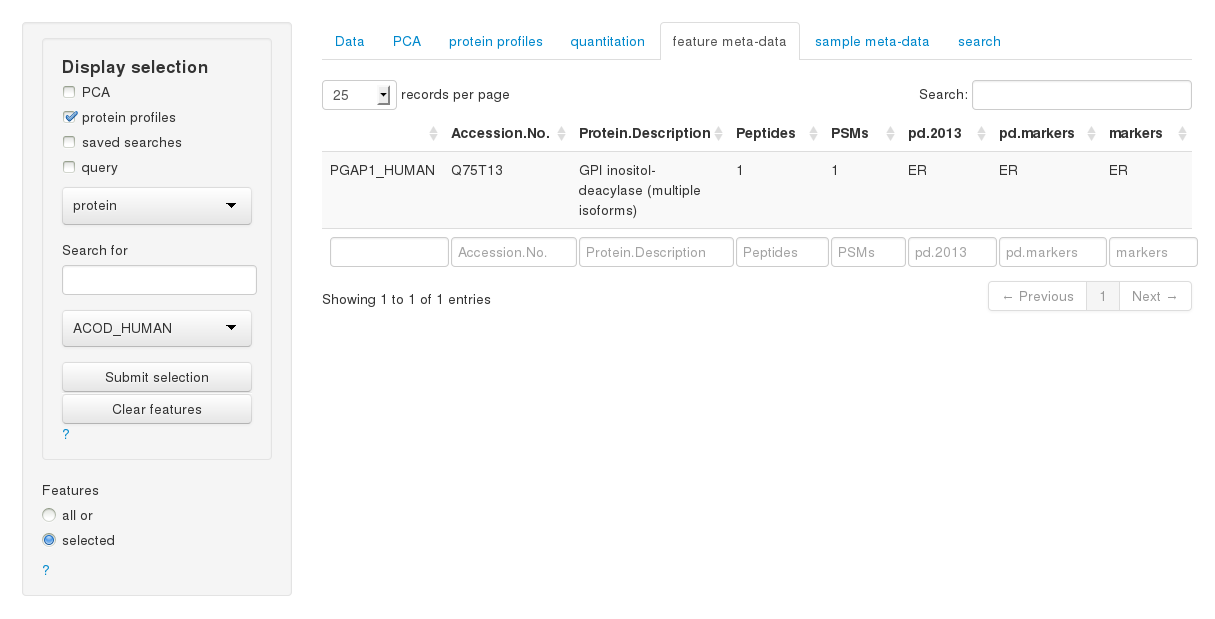 Display selection
PCA
protein profiles
saved searches
query
protein
Search for
ACOD_HUMAN
Submit selection
Clear features
?
Features
all or
selected
?
Data PCA protein profiles quantitation feature meta-data sample meta-data search
25 records per page Search:
Accession.No. Protein.Description Peptides PSMs pd.2013 pd.markers markers
PGAP1_HUMAN Q75T13 GPI inositol- 1 1 ER ER ER
deacylase (multiple
isoforms)
Accession.No. Protein.Description Peptides PSMs pd.2013 pd.markers markers
Showing 1 to 1 of 1 entries ← Previous 1 Next →